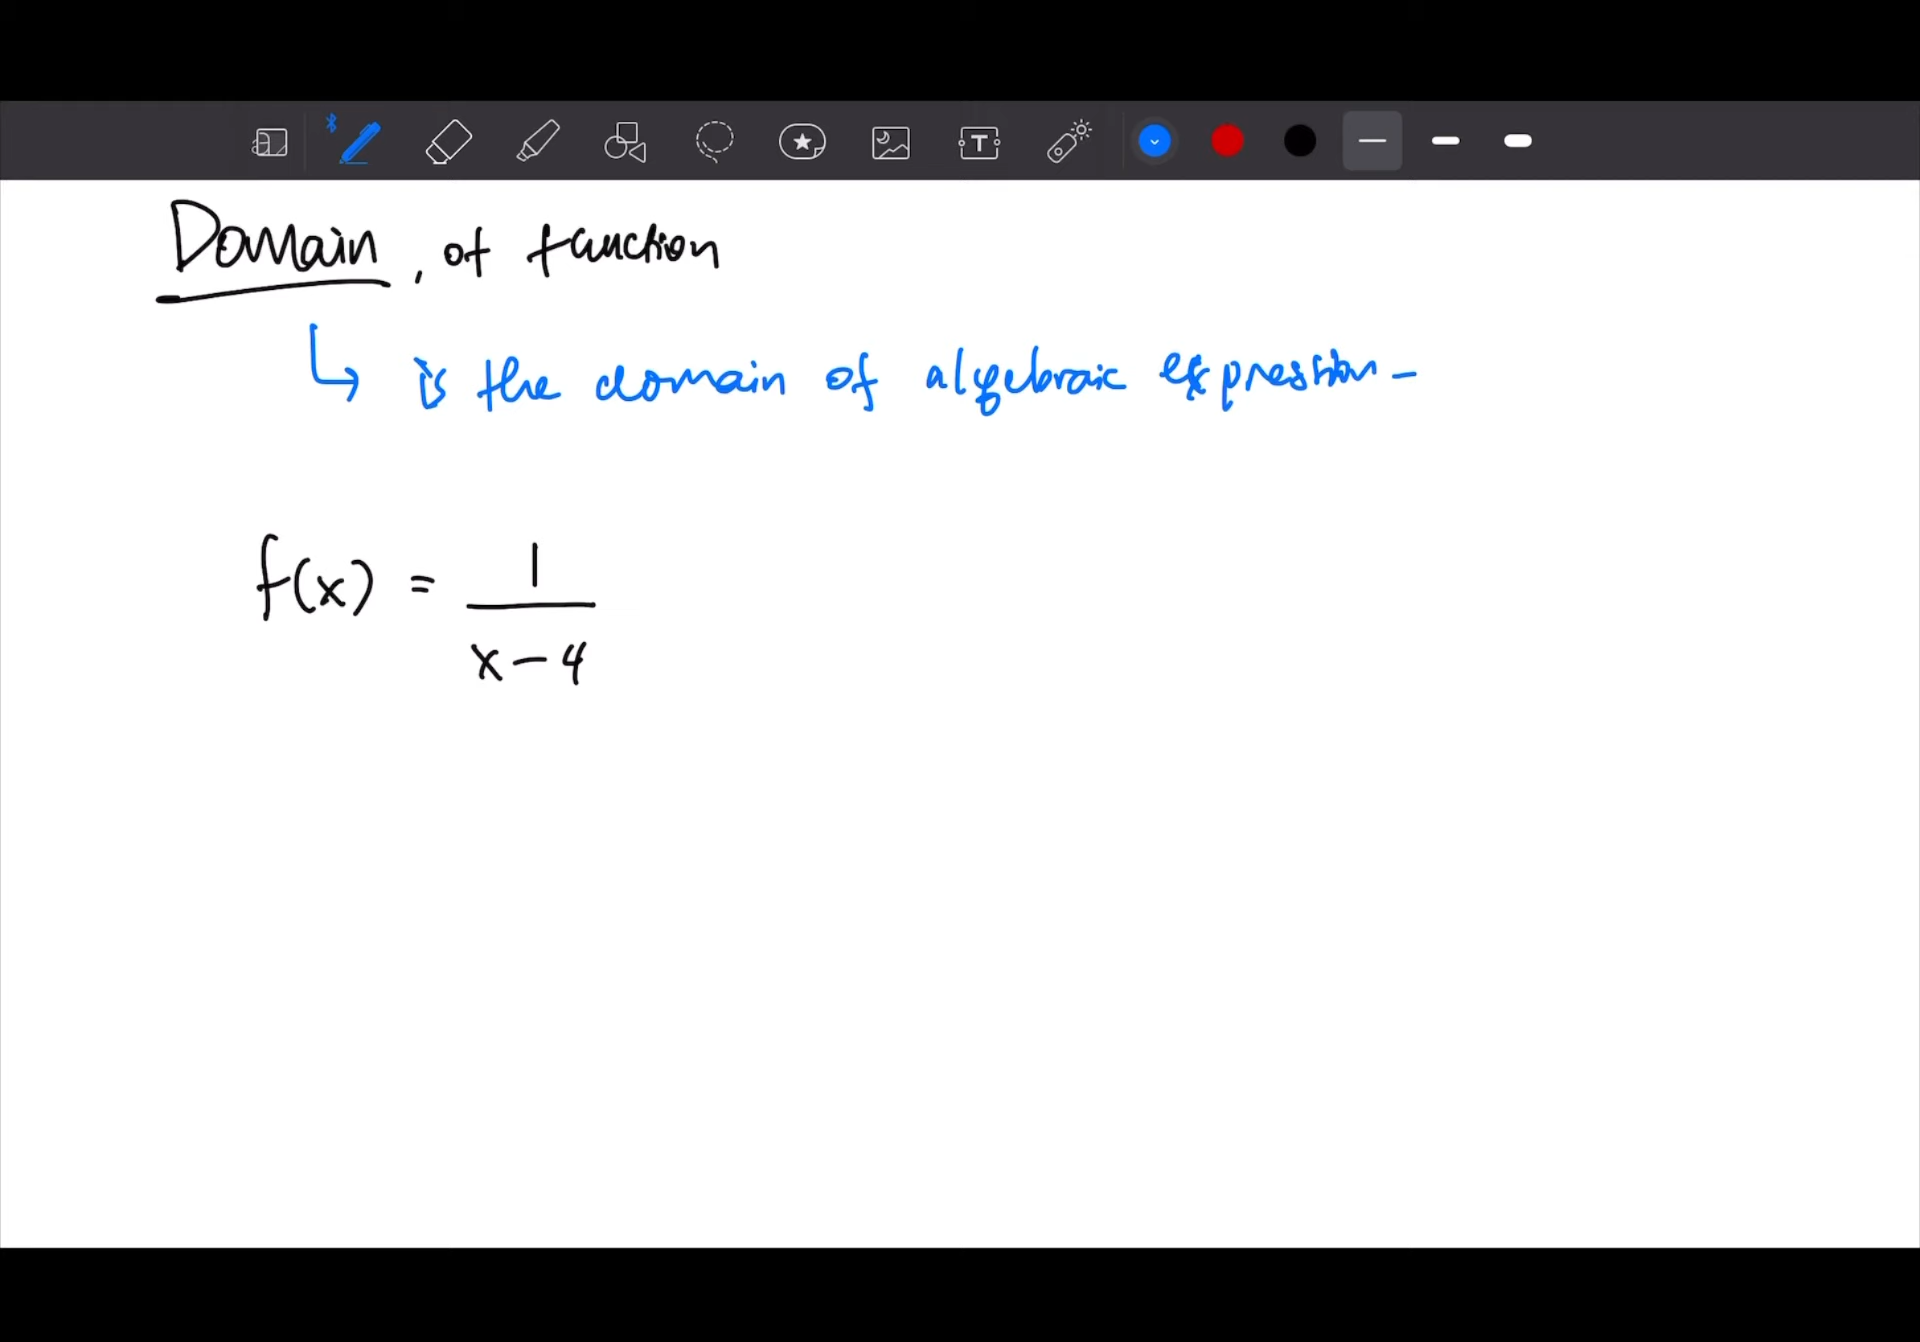 Domain, of function
↳ is the domain of algebraic expression -
f(x) = 1
x - 4